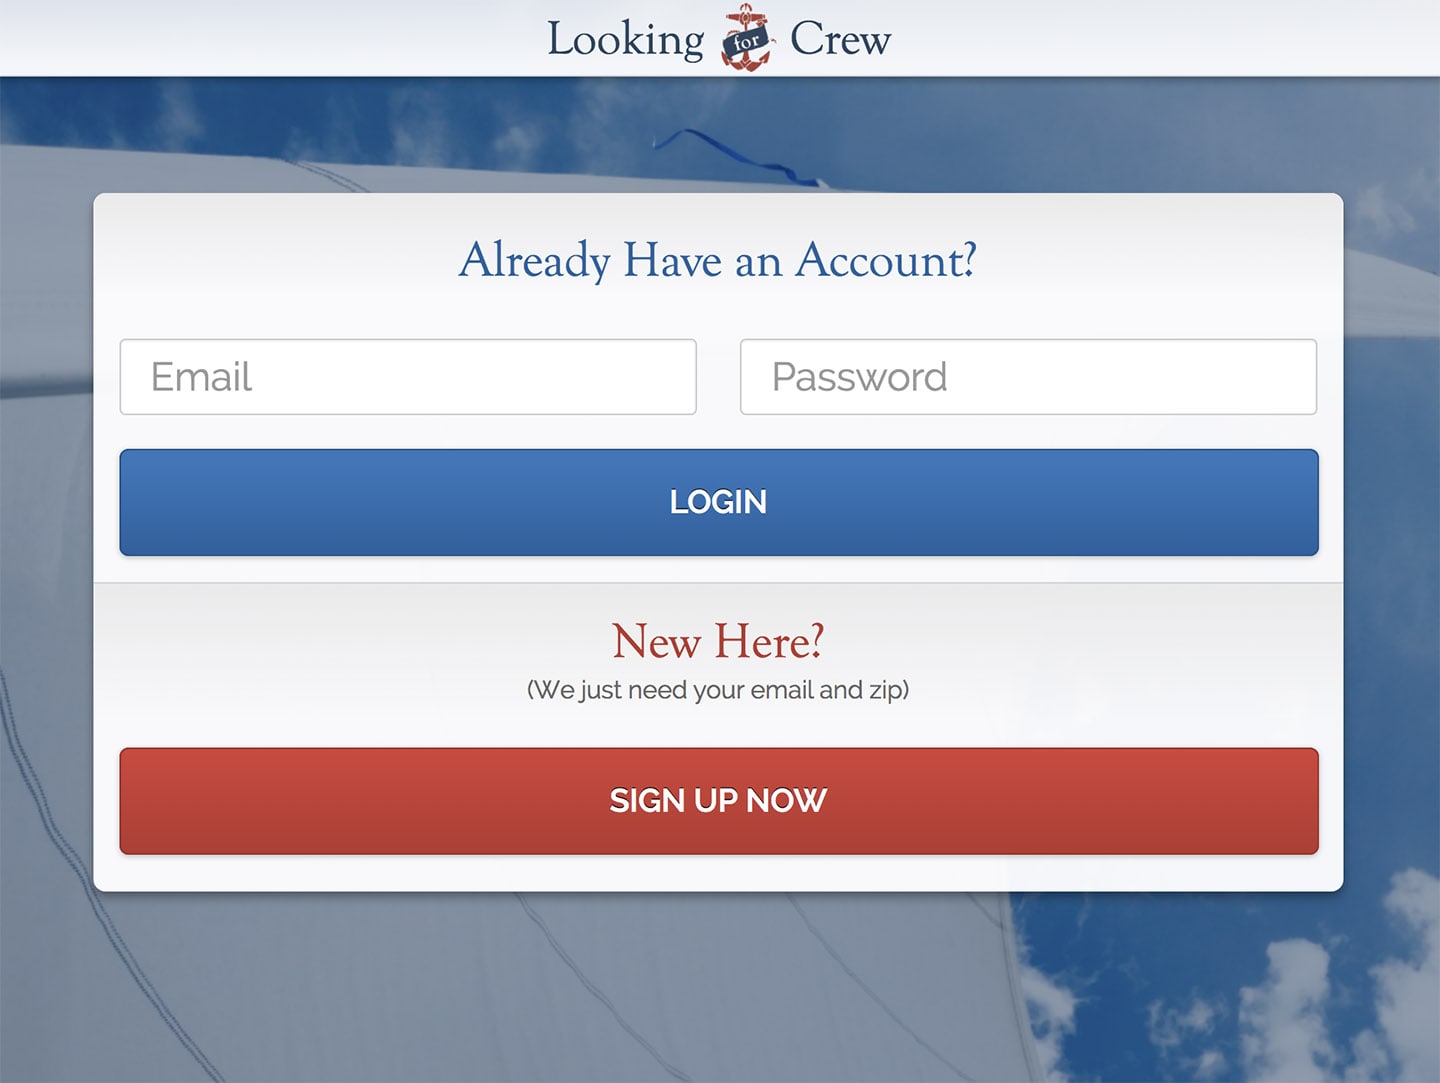 Looking for Crew
Already Have an Account?
Email
Password
LOGIN
New Here?
(We just need your email and zip)
SIGN UP NOW